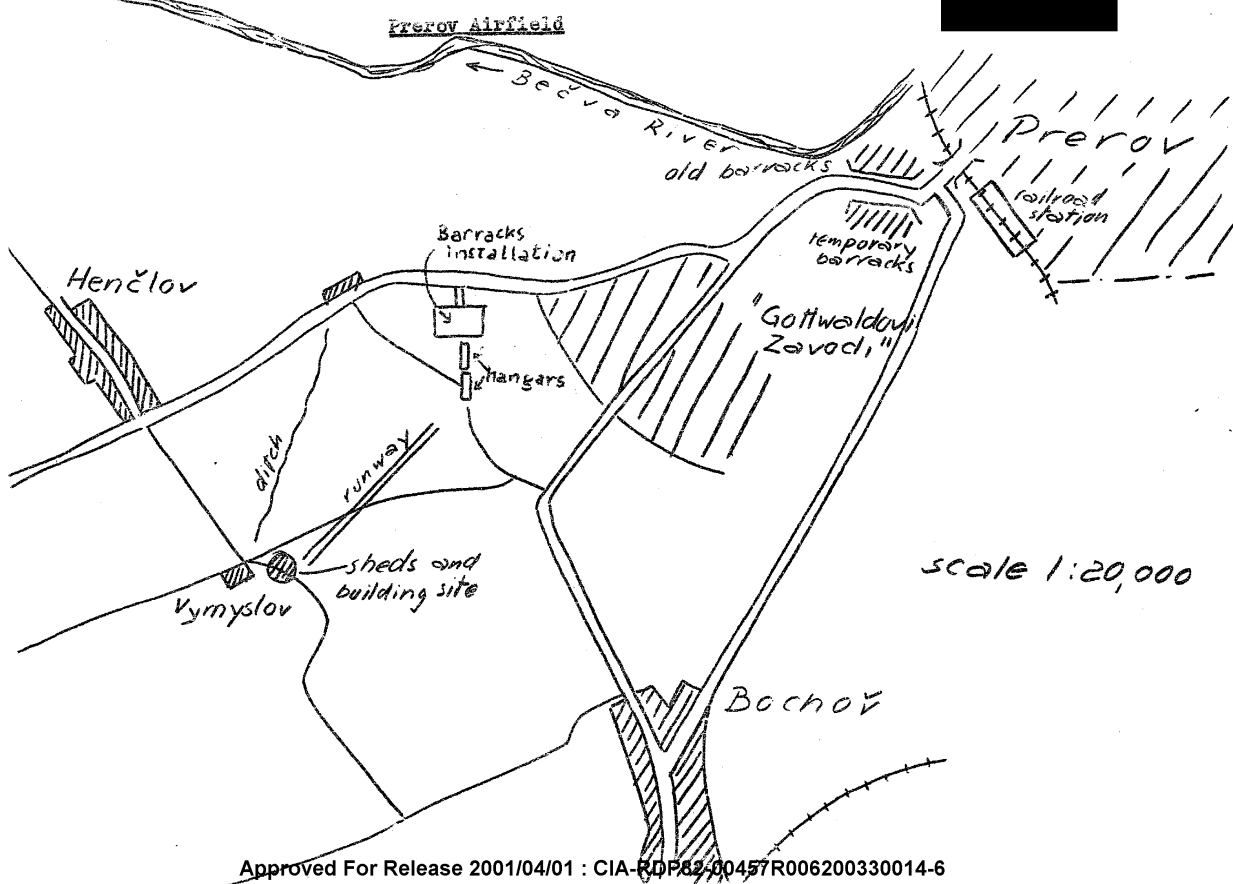 Prerov Airfield
← Bečva River
old barracks
Prerov
railroad
station
temporary
barracks
Barracks
installation
Henčlov
"Gottwaldovi
Zavodi"
hangars
ditch
runway
sheds and
building site
Vymyslov
scale 1:20,000
Bochoř
Approved For Release 2001/04/01 : CIA-RDP82-00457R006200330014-6